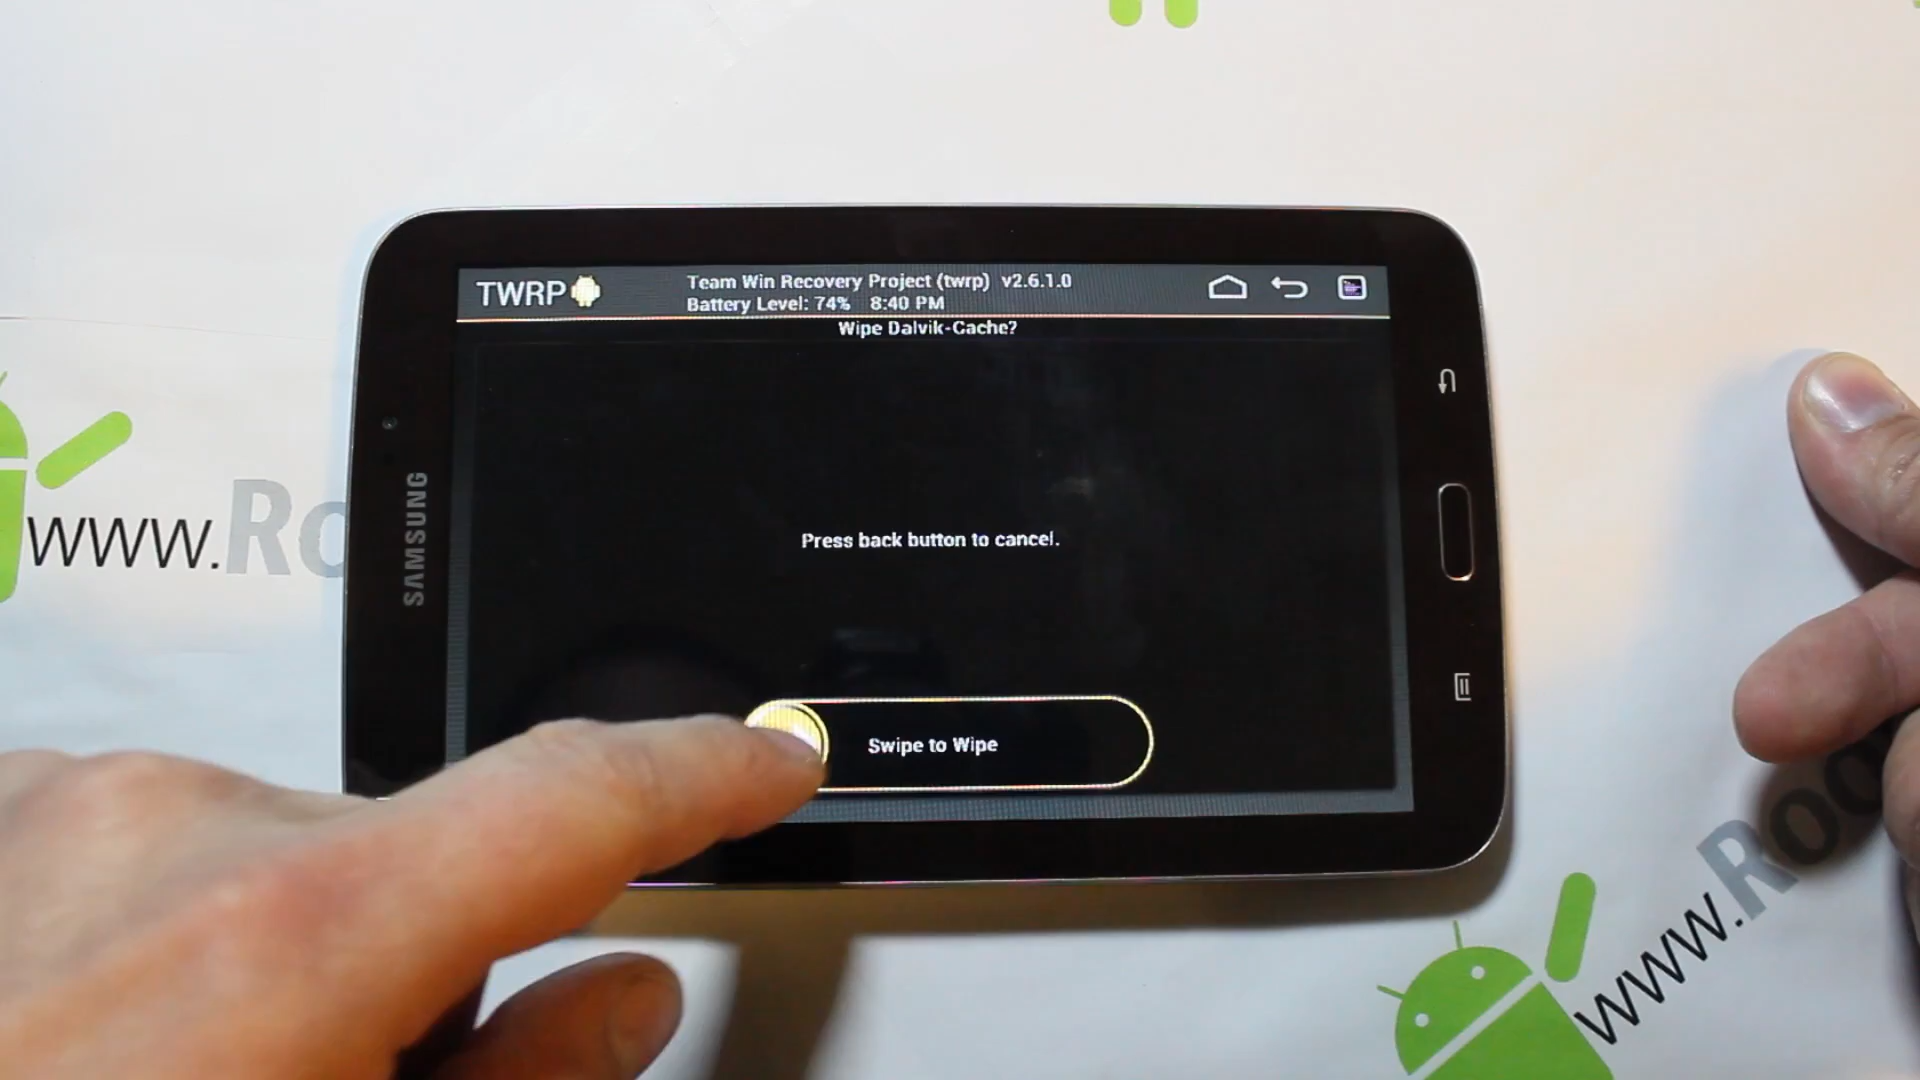 TWRP
Team Win Recovery Project (twrp) v2.6.1.0
Battery Level: 74% 8:40 PM
Wipe Dalvik-Cache?
Press back button to cancel.
Swipe to Wipe
SAMSUNG
www.Ro
www.Roo